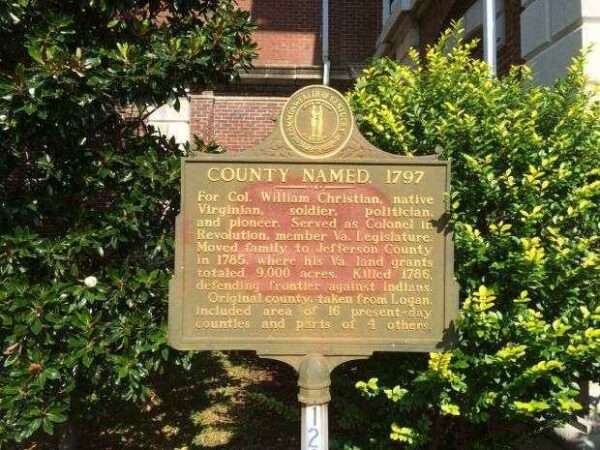 COUNTY NAMED, 1797
For Col. William Christian, native
Virginian, soldier, politician,
and pioneer. Served as Colonel in
Revolution, member Va. Legislature.
Moved family to Jefferson County
in 1785, where his Va. land grants
totaled 9,000 acres. Killed 1786,
defending frontier against Indians.
Original county, taken from Logan,
included area of 16 present-day
counties and parts of 4 others.
12